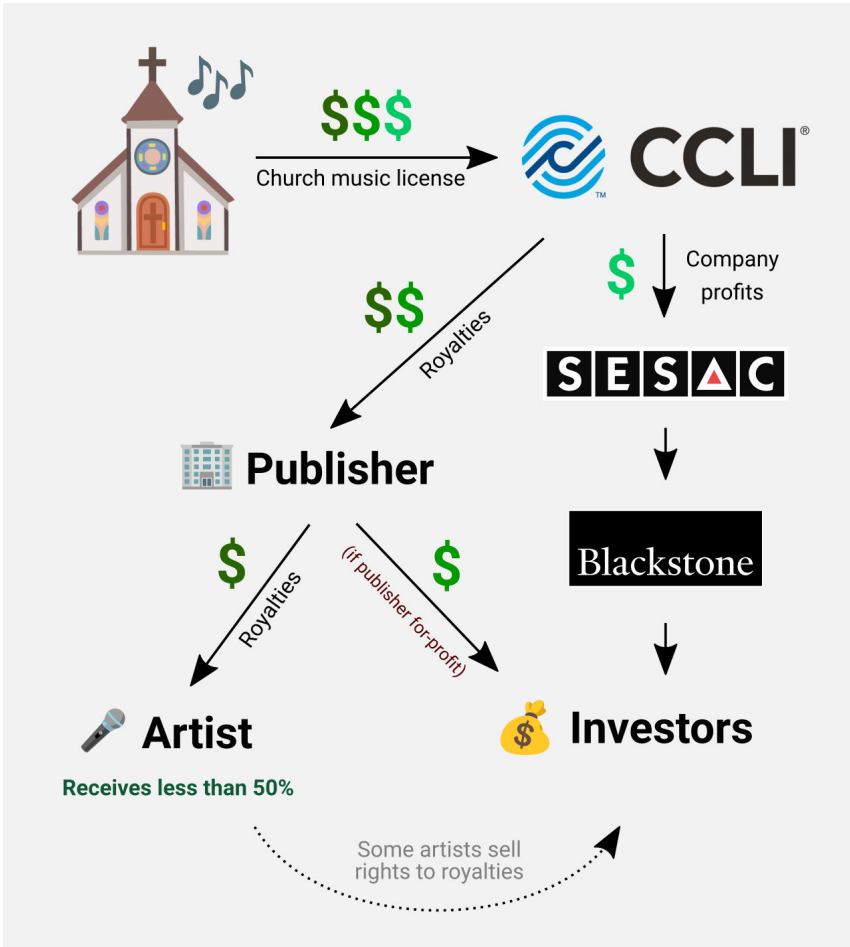 $$$
Church music license
CCLI®
TM
$$
Royalties
$
Company
profits
SESAC
Publisher
Blackstone
$
Royalties
$
(if publisher for-profit)
Artist
Receives less than 50%
$
Investors
Some artists sell
rights to royalties